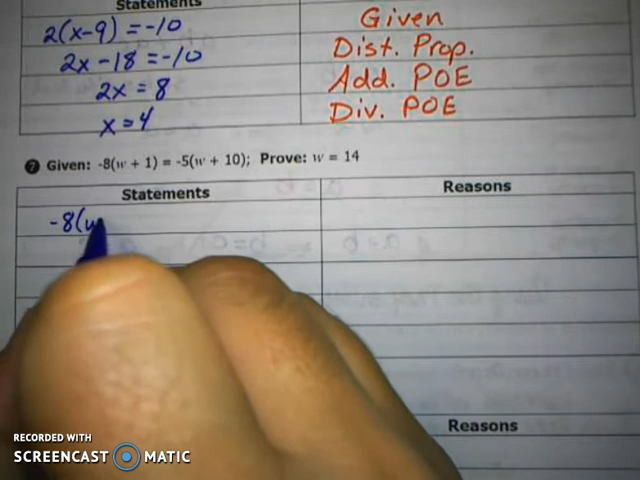 Statements
2(x-9) = -10 Given
2x - 18 = -10 Dist. Prop.
2x = 8 Add. POE
x = 4 Div. POE
7 Given: -8(w + 1) = -5(w + 10); Prove: w = 14
Statements Reasons
-8(w
Reasons
RECORDED WITH
SCREENCAST MATIC